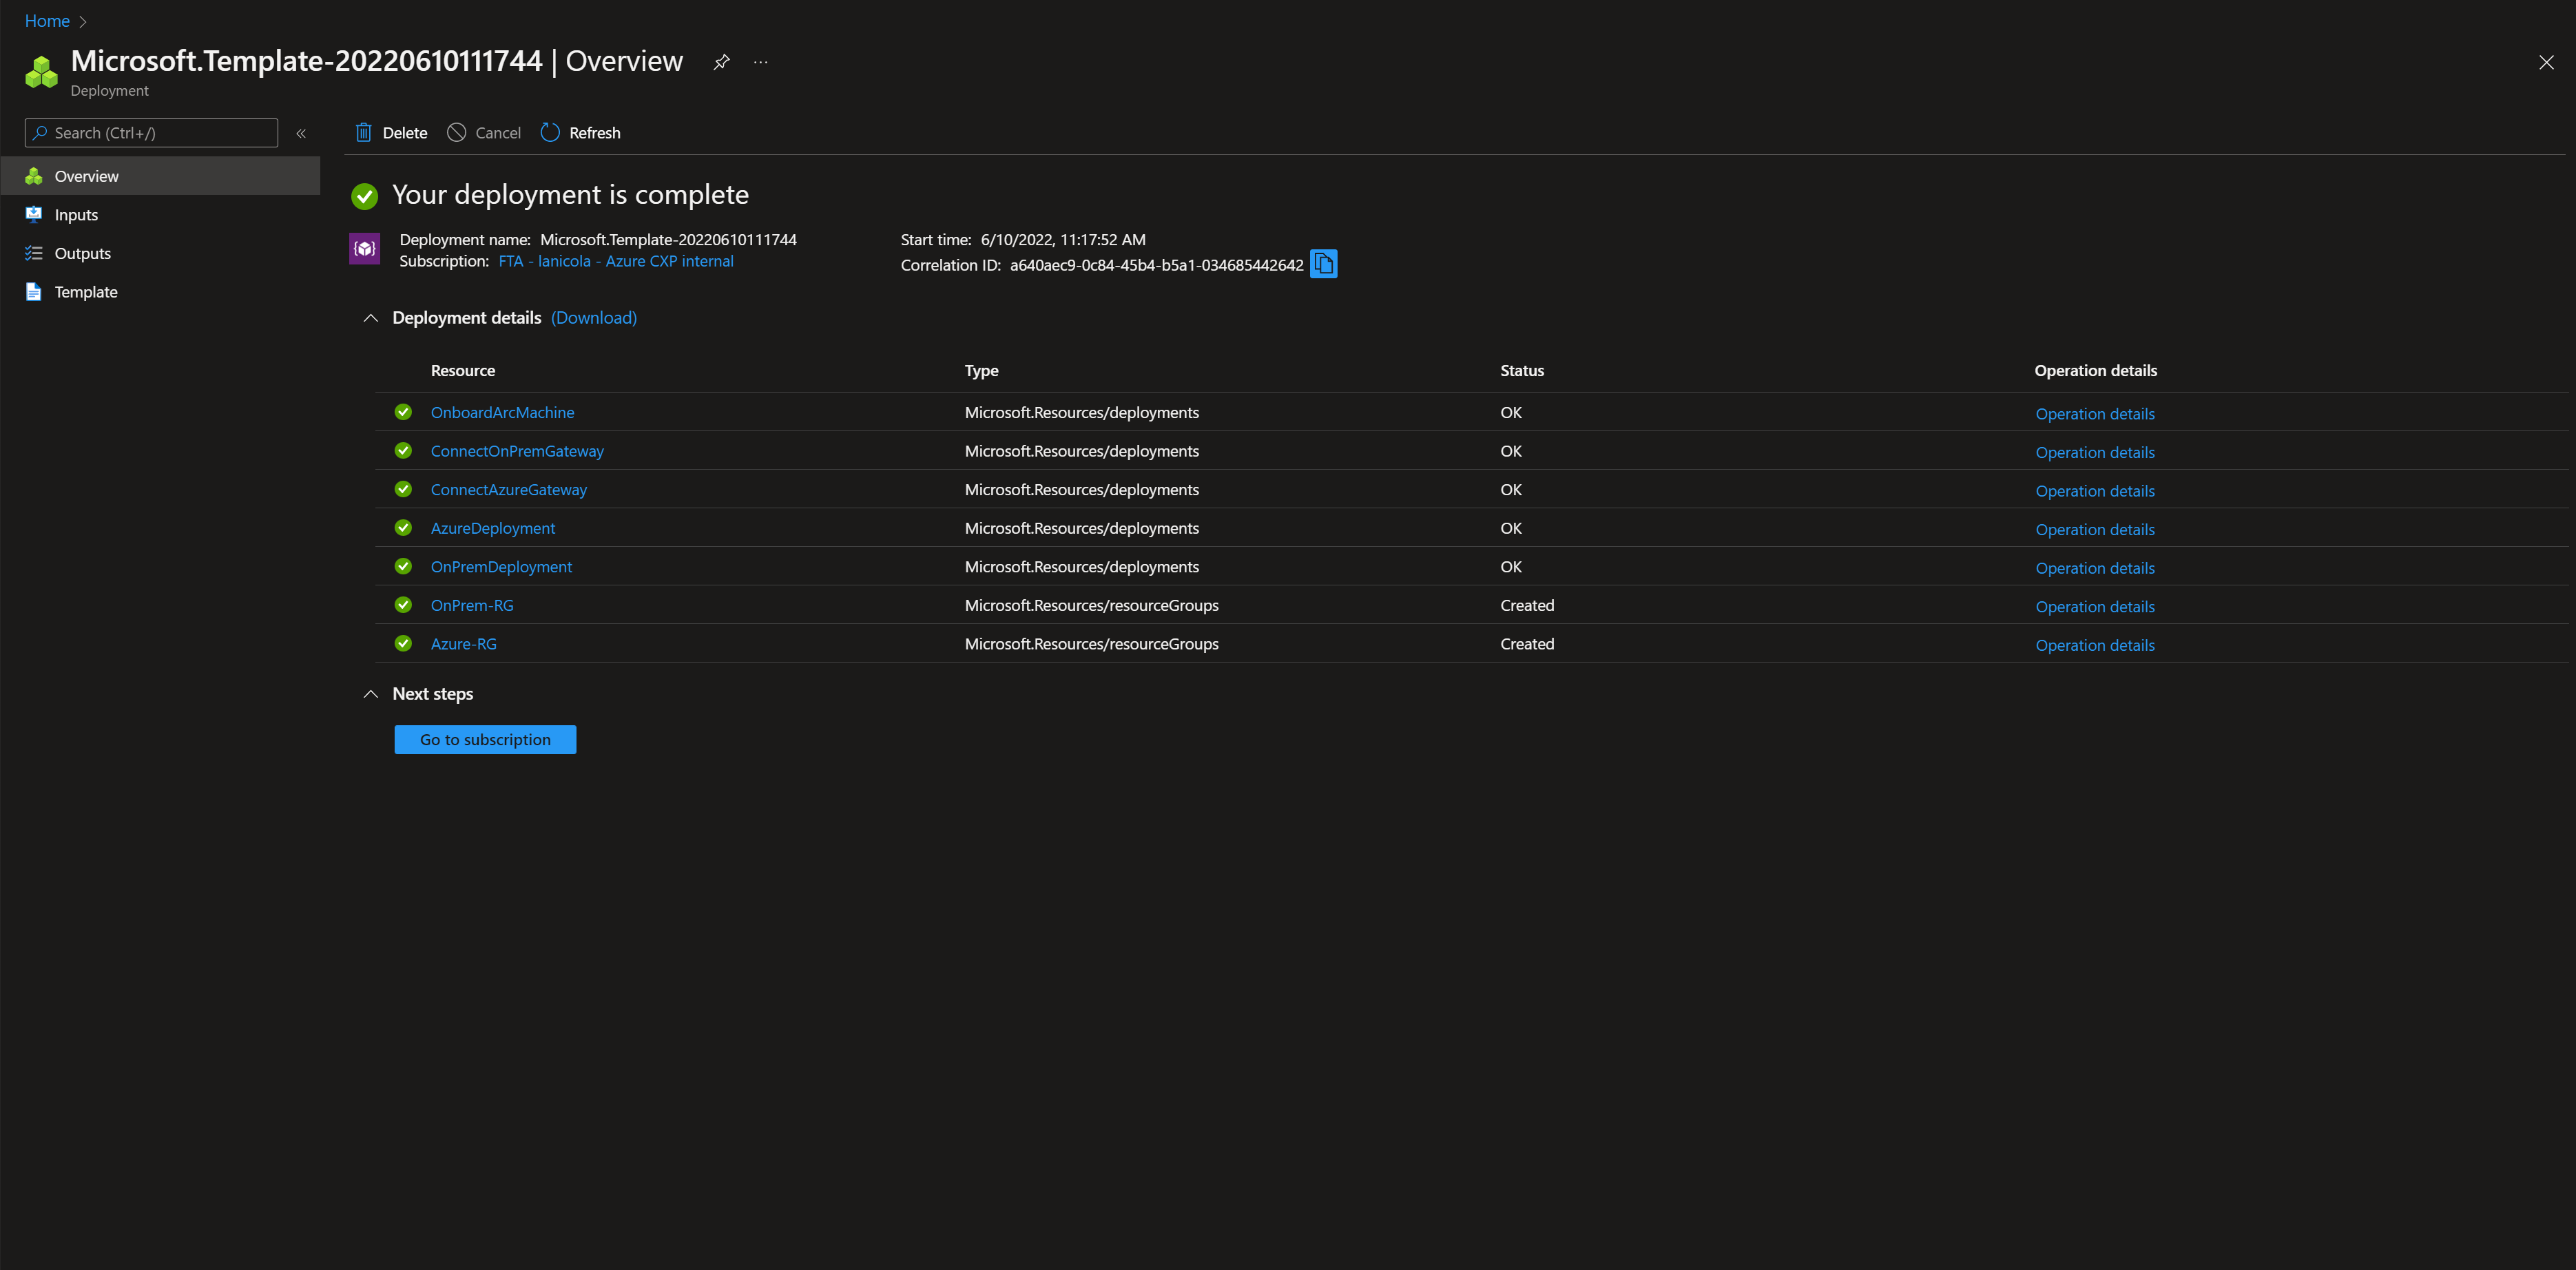 Home
Microsoft.Template-20220610111744 | Overview
Deployment
Search (Ctrl+/)
Delete Cancel Refresh
Overview
Inputs
Outputs
Template
Your deployment is complete
Deployment name: Microsoft.Template-20220610111744
Subscription: FTA - lanicola - Azure CXP internal
Start time: 6/10/2022, 11:17:52 AM
Correlation ID: a640aec9-0c84-45b4-b5a1-034685442642
Deployment details (Download)
Resource Type Status Operation details
OnboardArcMachine Microsoft.Resources/deployments OK Operation details
ConnectOnPremGateway Microsoft.Resources/deployments OK Operation details
ConnectAzureGateway Microsoft.Resources/deployments OK Operation details
AzureDeployment Microsoft.Resources/deployments OK Operation details
OnPremDeployment Microsoft.Resources/deployments OK Operation details
OnPrem-RG Microsoft.Resources/resourceGroups Created Operation details
Azure-RG Microsoft.Resources/resourceGroups Created Operation details
Next steps
Go to subscription